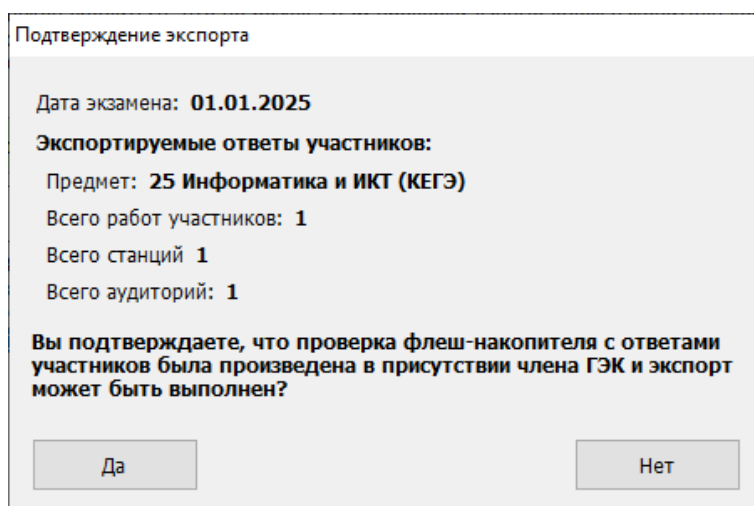 Подтверждение экспорта
Дата экзамена: 01.01.2025
Экспортируемые ответы участников:
Предмет: 25 Информатика и ИКТ (КЕГЭ)
Всего работ участников: 1
Всего станций 1
Всего аудиторий: 1
Вы подтверждаете, что проверка флеш-накопителя с ответами
участников была произведена в присутствии члена ГЭК и экспорт
может быть выполнен?
Да
Нет